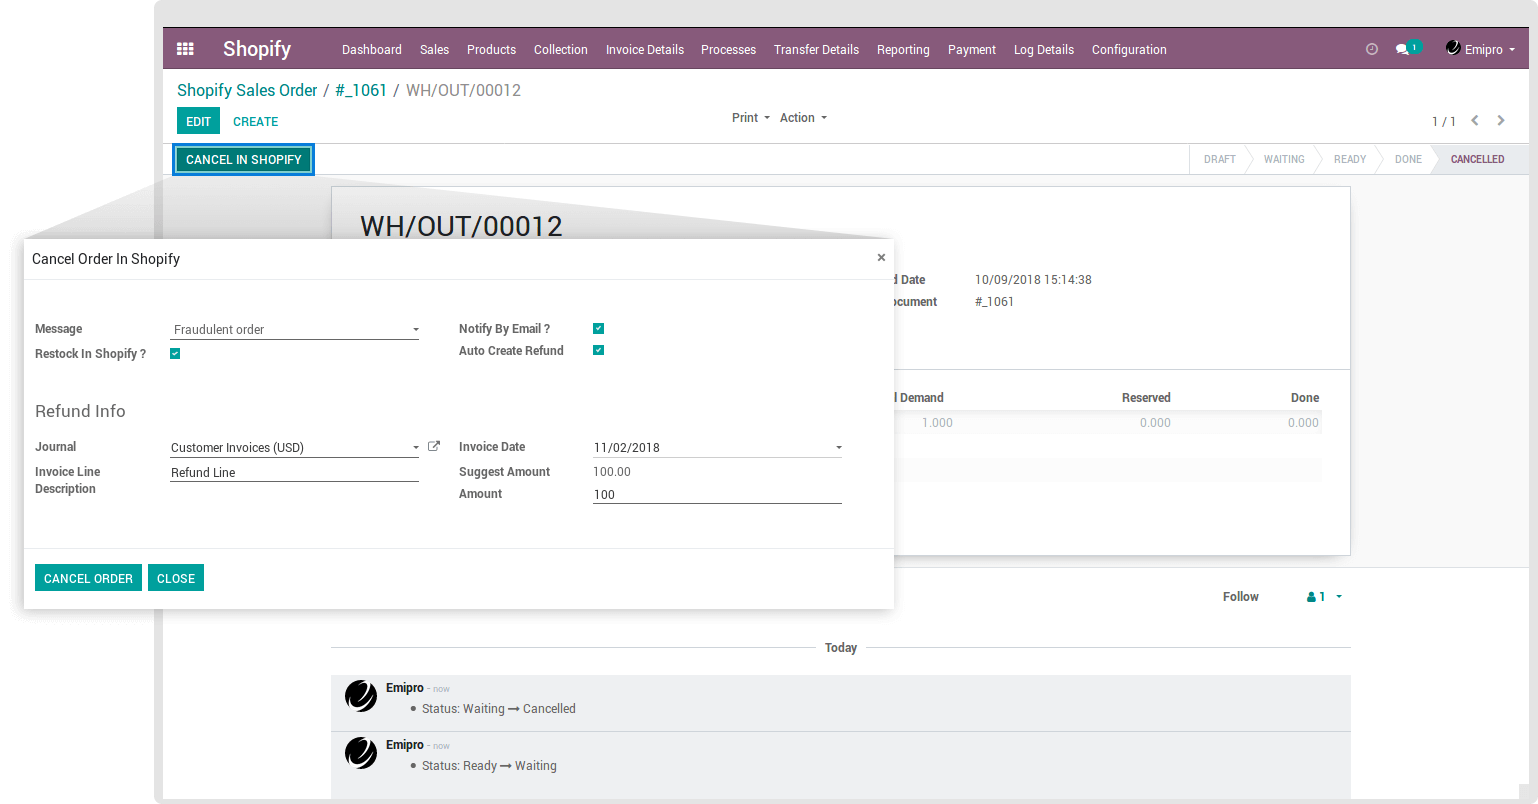 Shopify Dashboard Sales Products Collection Invoice Details Processes Transfer Details Reporting Payment Log Details Configuration 1 Emipro
Shopify Sales Order / #_1061 / WH/OUT/00012
EDIT CREATE Print Action 1 / 1
CANCEL IN SHOPIFY DRAFT WAITING READY DONE CANCELLED
WH/OUT/00012
Cancel Order In Shopify ×
d Date 10/09/2018 15:14:38
ocument #_1061
Message Fraudulent order Notify By Email ?
Restock In Shopify ? Auto Create Refund
l Demand Reserved Done
1.000 0.000 0.000
Refund Info
Journal Customer Invoices (USD) Invoice Date 11/02/2018
Invoice Line Description Refund Line Suggest Amount 100.00
Amount 100
CANCEL ORDER CLOSE
Follow 1
Today
Emipro - now
• Status: Waiting → Cancelled
Emipro - now
• Status: Ready → Waiting